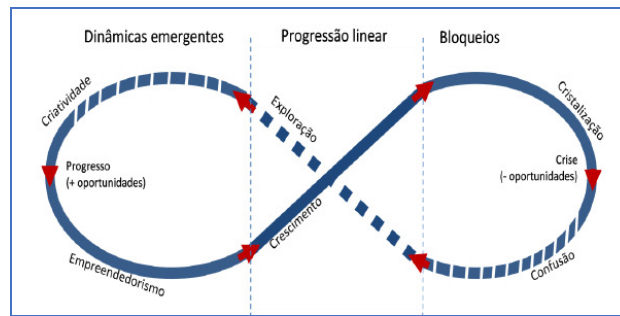 Dinâmicas emergentes
Progressão linear
Bloqueios
Criatividade
Exploração
Cristalização
Progresso
(+ oportunidades)
Crise
(- oportunidades)
Crescimento
Empreendedorismo
Confusão